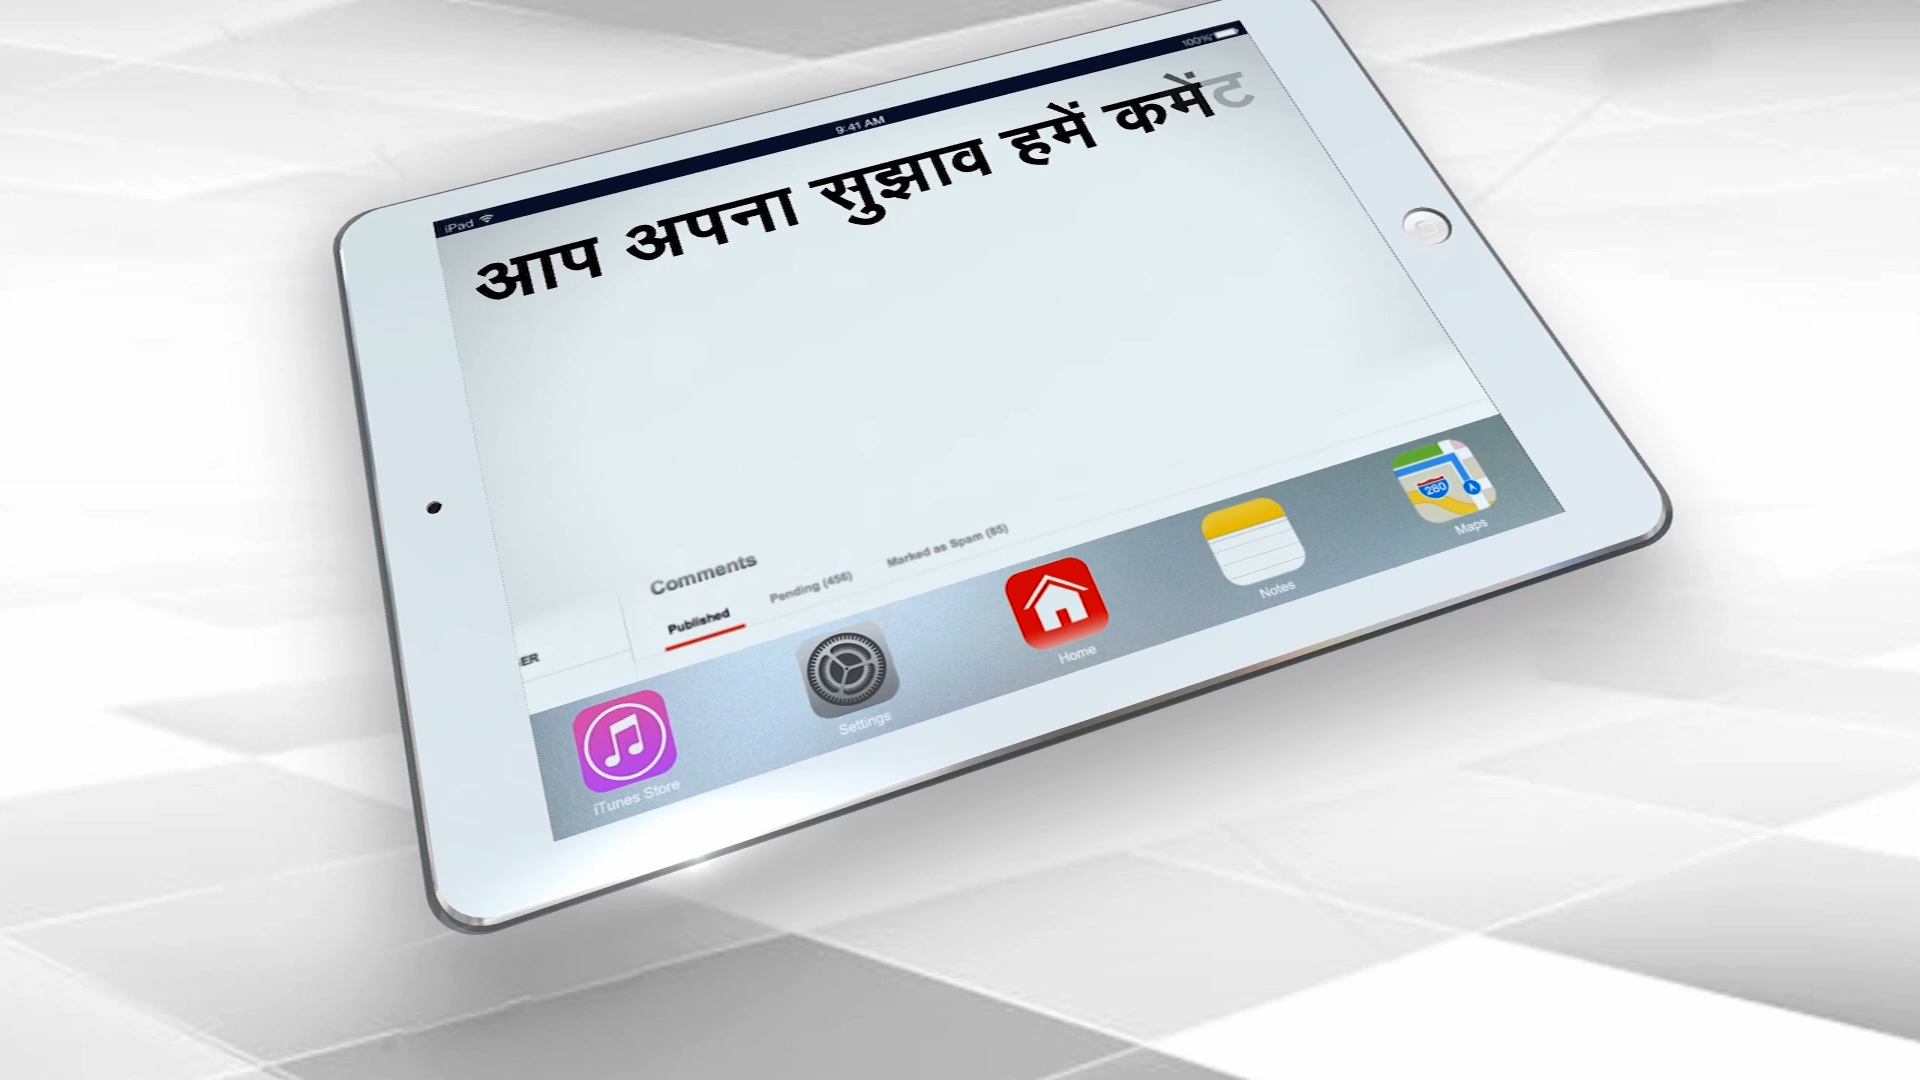 iPad
9:41 AM
100%
आप अपना सुझाव हमें कमेंट
Comments
Published
Pending (456)
Marked as Spam (85)
ER
iTunes Store
Settings
Home
Notes
280
Maps